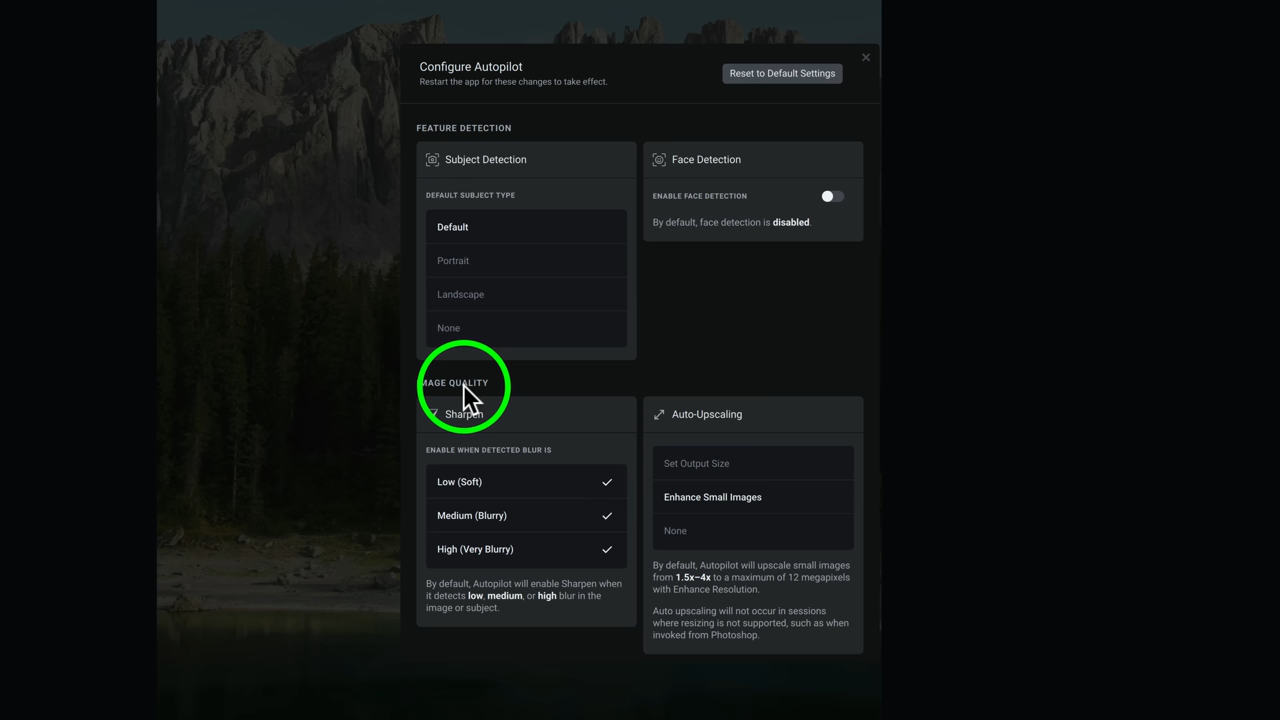 Configure Autopilot
Restart the app for these changes to take effect.
Reset to Default Settings
FEATURE DETECTION
Subject Detection
DEFAULT SUBJECT TYPE
Default
Portrait
Landscape
None
Face Detection
ENABLE FACE DETECTION
By default, face detection is disabled.
IMAGE QUALITY
Sharpen
ENABLE WHEN DETECTED BLUR IS
Low (Soft)
Medium (Blurry)
High (Very Blurry)
By default, Autopilot will enable Sharpen when
it detects low, medium, or high blur in the
image or subject.
Auto-Upscaling
Set Output Size
Enhance Small Images
None
By default, Autopilot will upscale small images
from 1.5x–4x to a maximum of 12 megapixels
with Enhance Resolution.
Auto upscaling will not occur in sessions
where resizing is not supported, such as when
invoked from Photoshop.